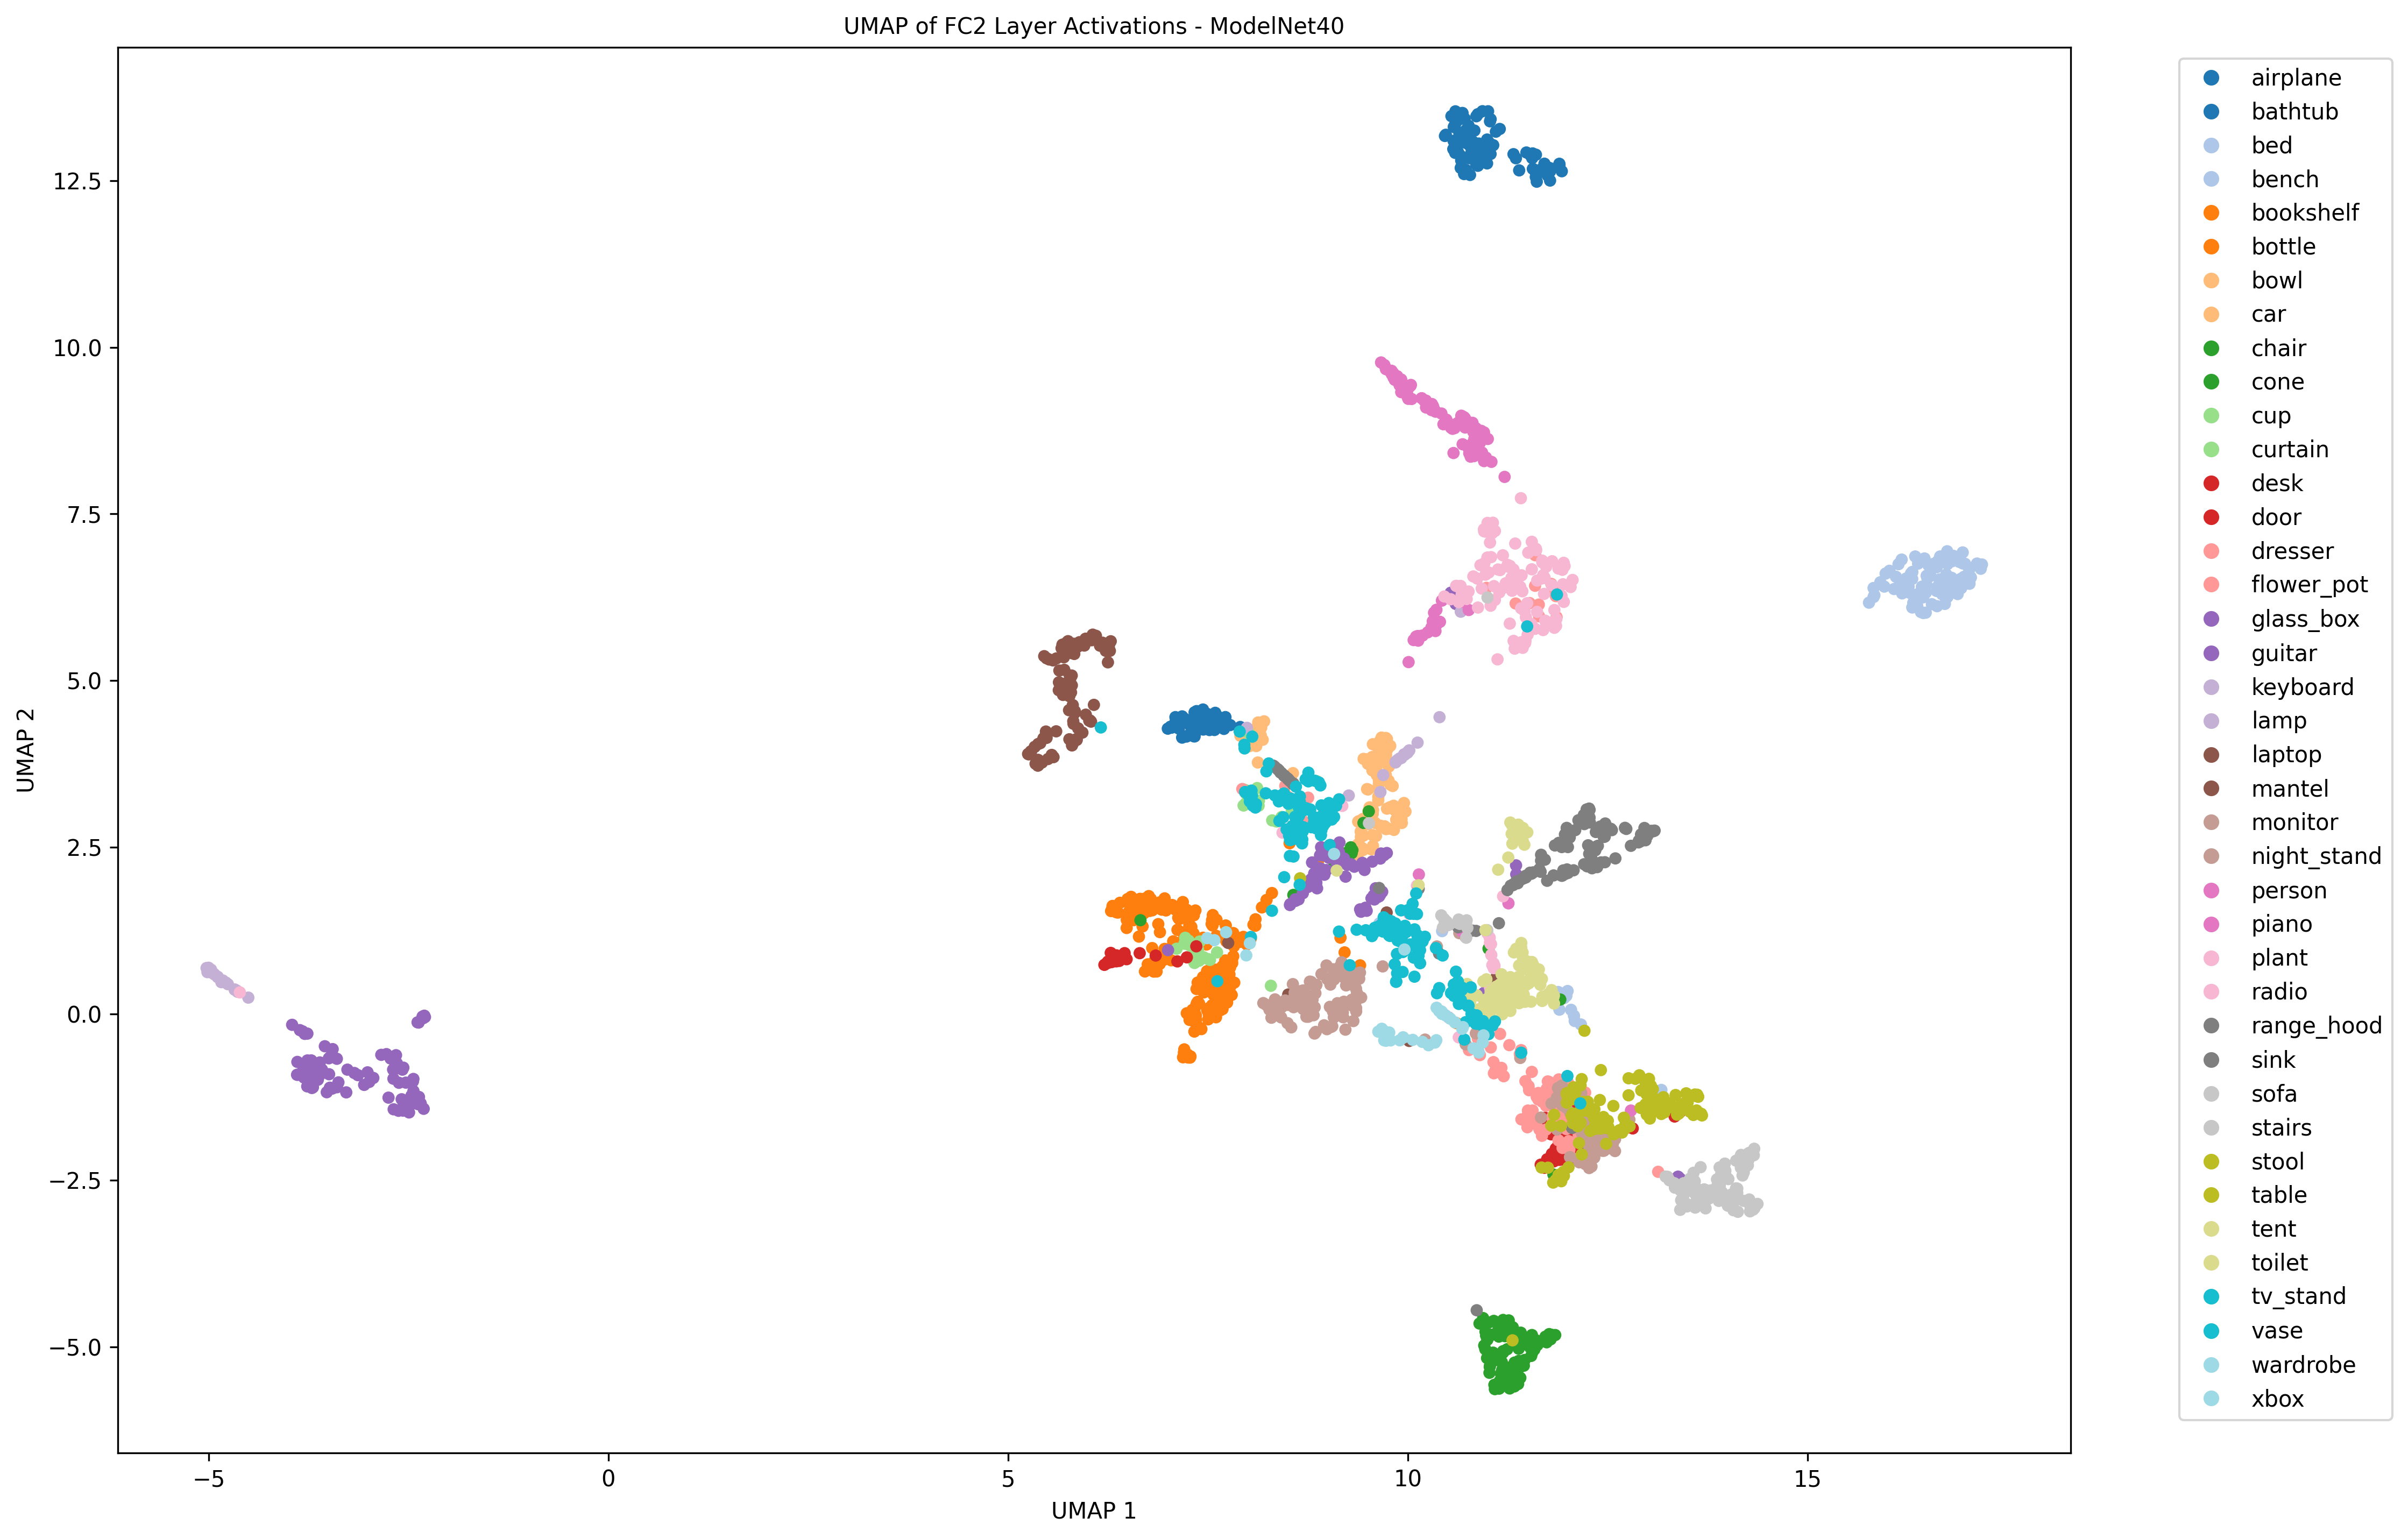 UMAP of FC2 Layer Activations - ModelNet40
12.5
10.0
7.5
5.0
2.5
0.0
−2.5
−5.0
UMAP 2
−5
0
5
10
15
UMAP 1
airplane
bathtub
bed
bench
bookshelf
bottle
bowl
car
chair
cone
cup
curtain
desk
door
dresser
flower_pot
glass_box
guitar
keyboard
lamp
laptop
mantel
monitor
night_stand
person
piano
plant
radio
range_hood
sink
sofa
stairs
stool
table
tent
toilet
tv_stand
vase
wardrobe
xbox